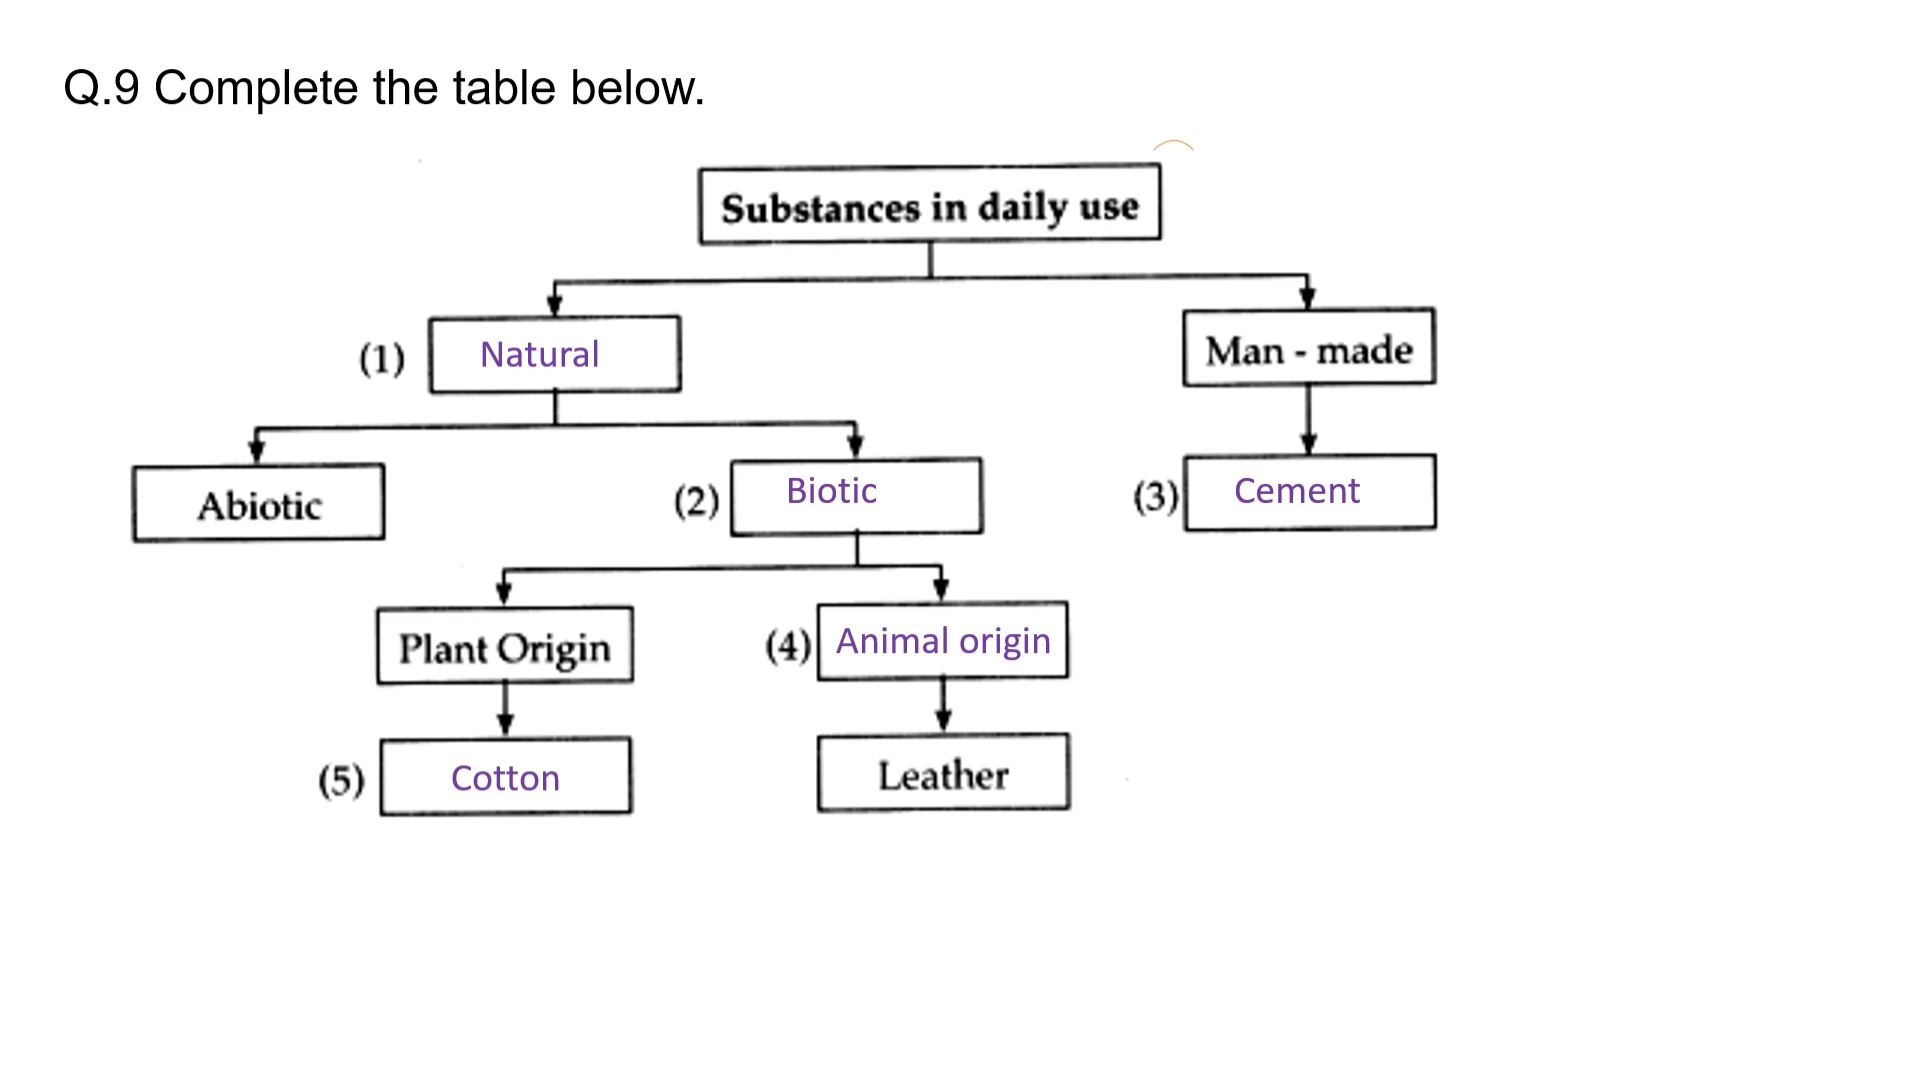 Q.9 Complete the table below.
Substances in daily use
(1) Natural
Man - made
Abiotic
(2) Biotic
(3) Cement
Plant Origin
(4) Animal origin
(5) Cotton
Leather